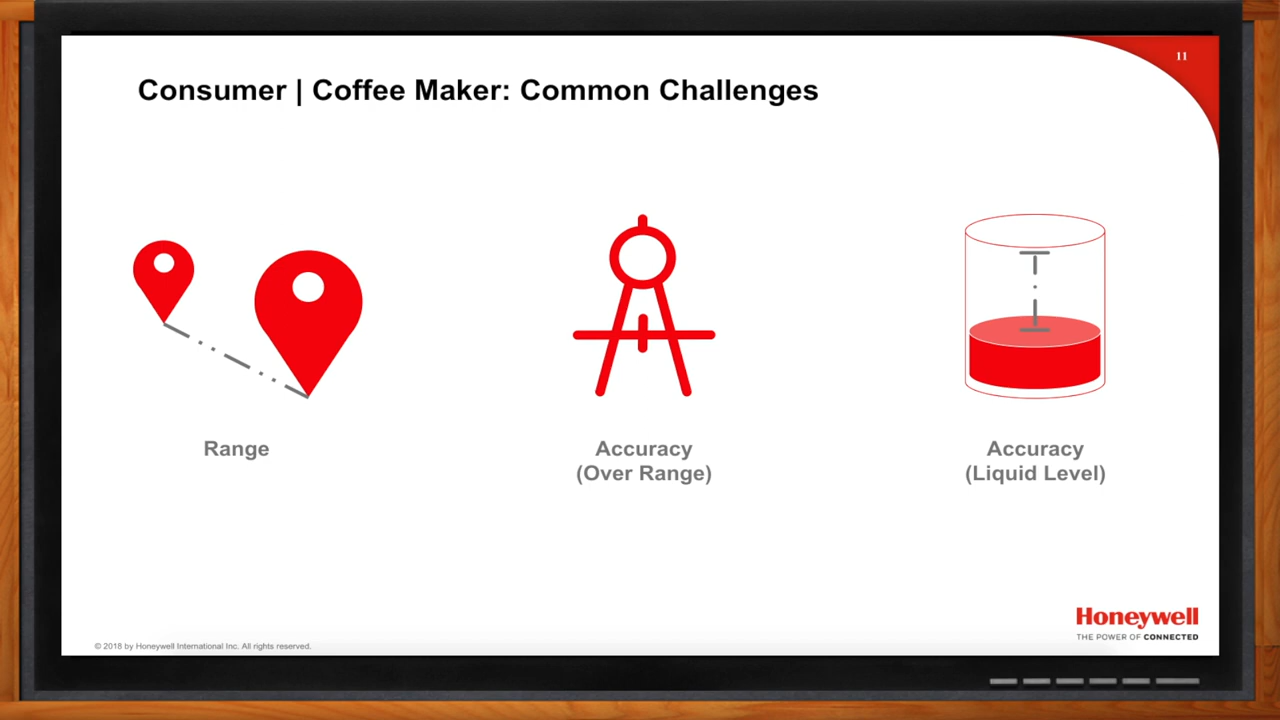 11
Consumer | Coffee Maker: Common Challenges
Range
Accuracy
(Over Range)
Accuracy
(Liquid Level)
Honeywell
THE POWER OF CONNECTED
© 2018 by Honeywell International Inc. All rights reserved.